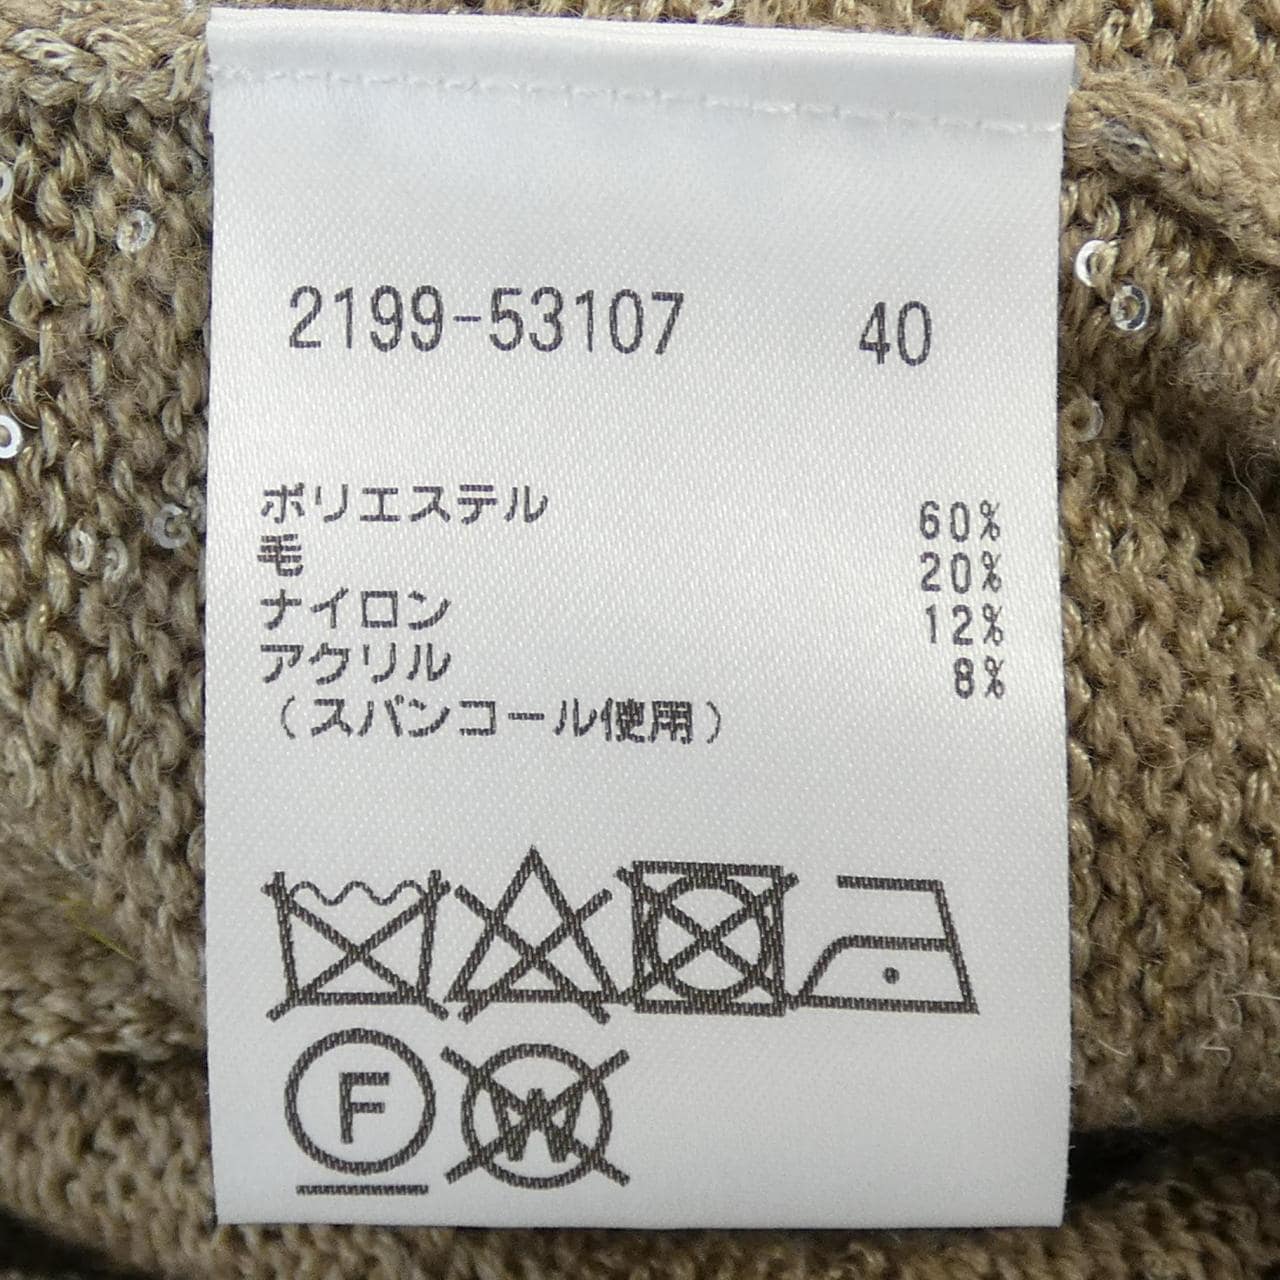 2199-53107 40
ポリエステル 60%
毛 20%
ナイロン 12%
アクリル 8%
(スパンコール使用)
F W